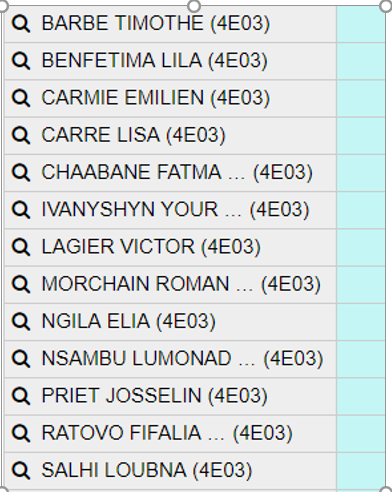 BARBE TIMOTHE (4E03)
BENFETIMA LILA (4E03)
CARMIE EMILIEN (4E03)
CARRE LISA (4E03)
CHAABANE FATMA ... (4E03)
IVANYSHYN YOUR ... (4E03)
LAGIER VICTOR (4E03)
MORCHAIN ROMAN ... (4E03)
NGILA ELIA (4E03)
NSAMBU LUMONAD ... (4E03)
PRIET JOSSELIN (4E03)
RATOVO FIFALIA ... (4E03)
SALHI LOUBNA (4E03)